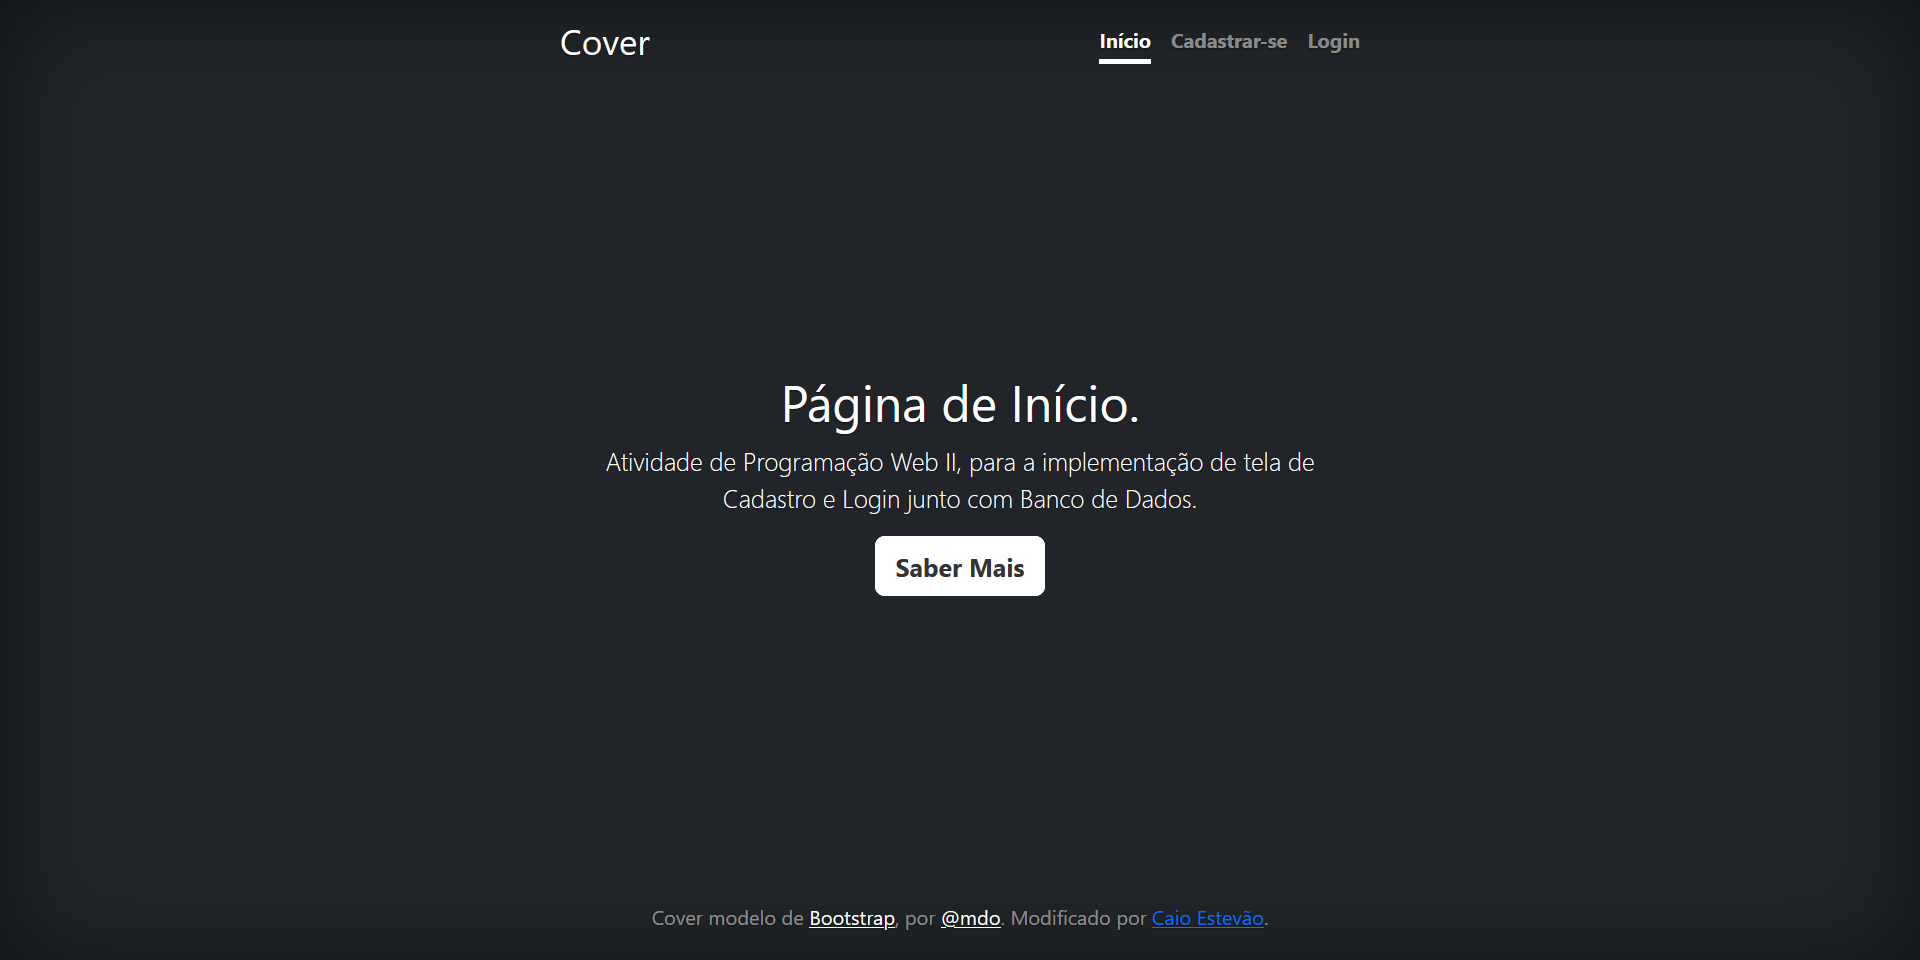 Cover
Início Cadastrar-se Login
Página de Início.
Atividade de Programação Web II, para a implementação de tela de
Cadastro e Login junto com Banco de Dados.
Saber Mais
Cover modelo de Bootstrap, por @mdo. Modificado por Caio Estevão.